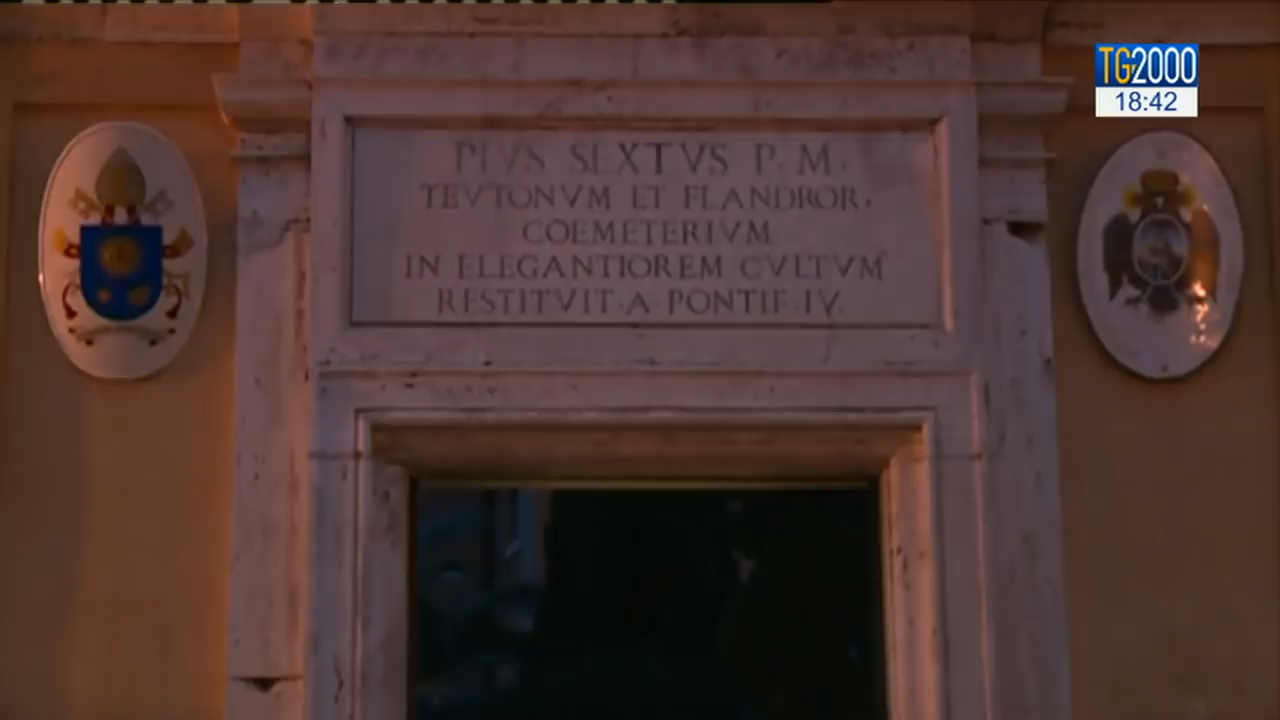 TG2000
18:42
PIVS SEXTVS P. M.
TEVTONVM ET FLANDROR.
COEMETERIVM
IN ELEGANTIOREM CVLTVM
RESTITVIT. A PONTIF. IV.